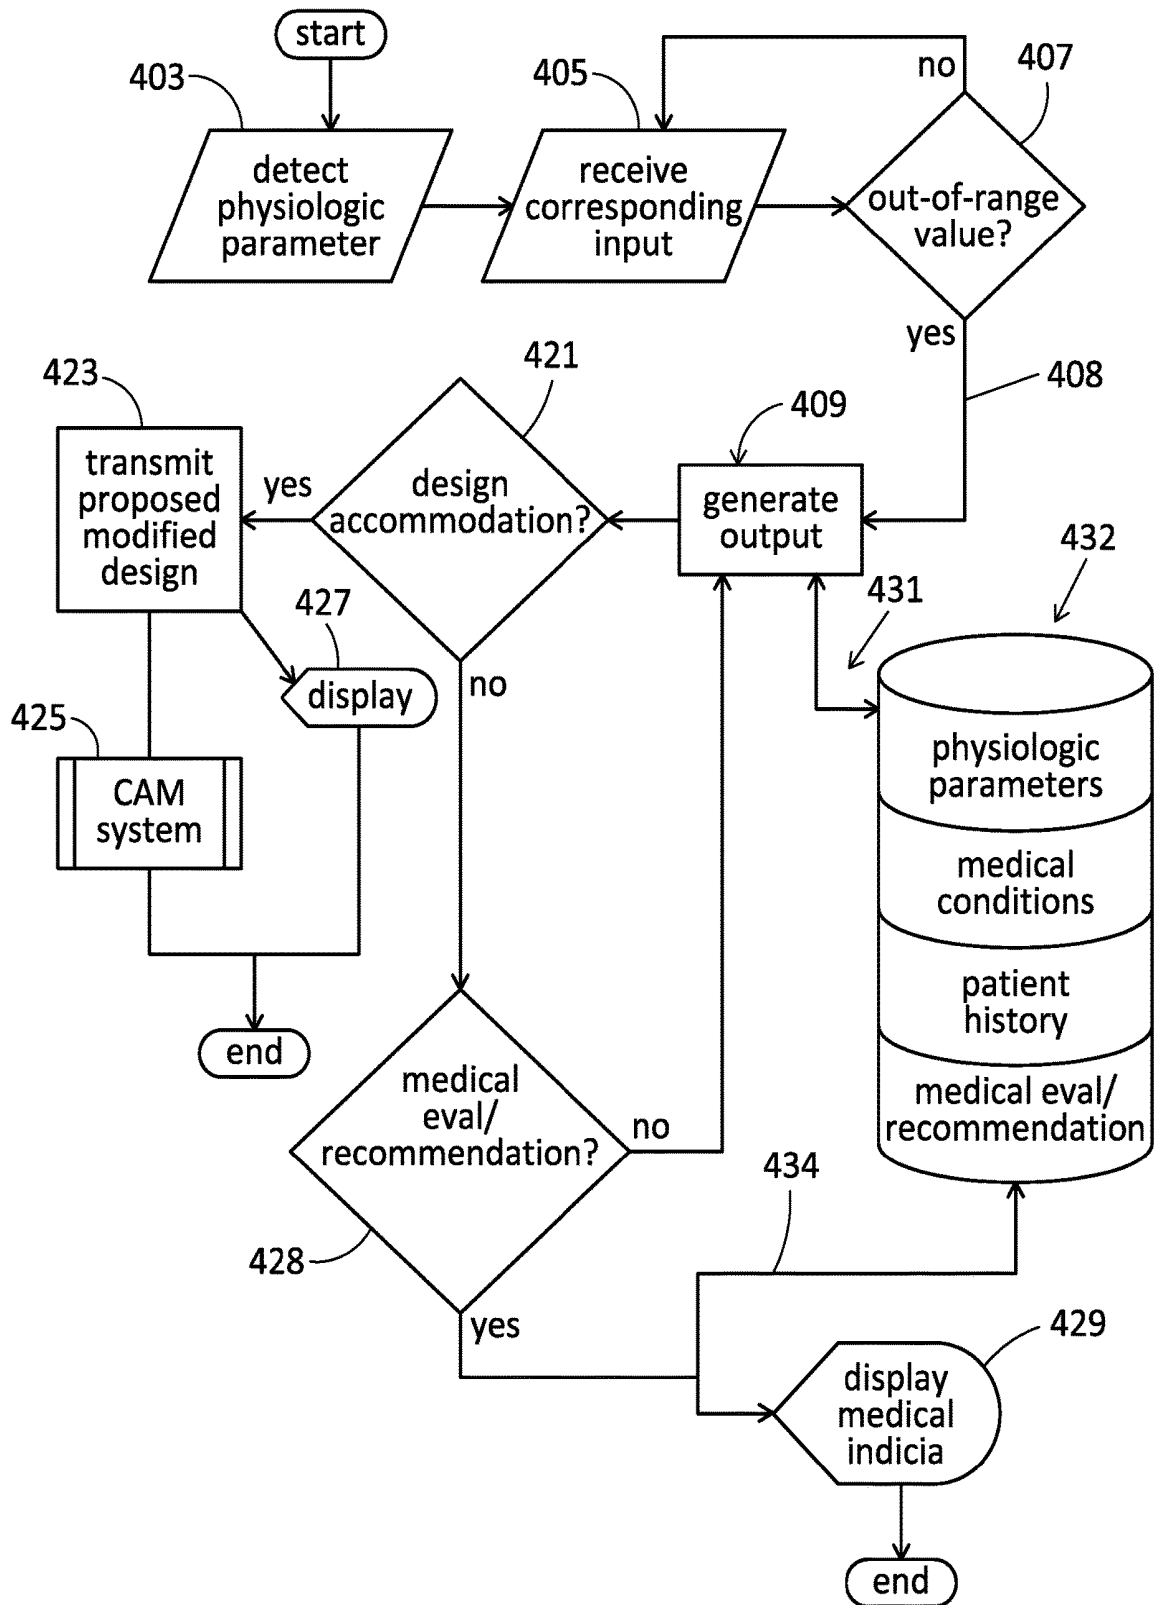 start
403
405
no
407
detect
physiologic
parameter
receive
corresponding
input
out-of-range
value?
yes
408
423
421
409
transmit
proposed
modified
design
yes
design
accommodation?
generate
output
432
431
427
display
no
425
CAM
system
physiologic
parameters
medical
conditions
patient
history
medical eval/
recommendation
end
medical
eval/
recommendation?
no
434
428
yes
429
display
medical
indicia
end